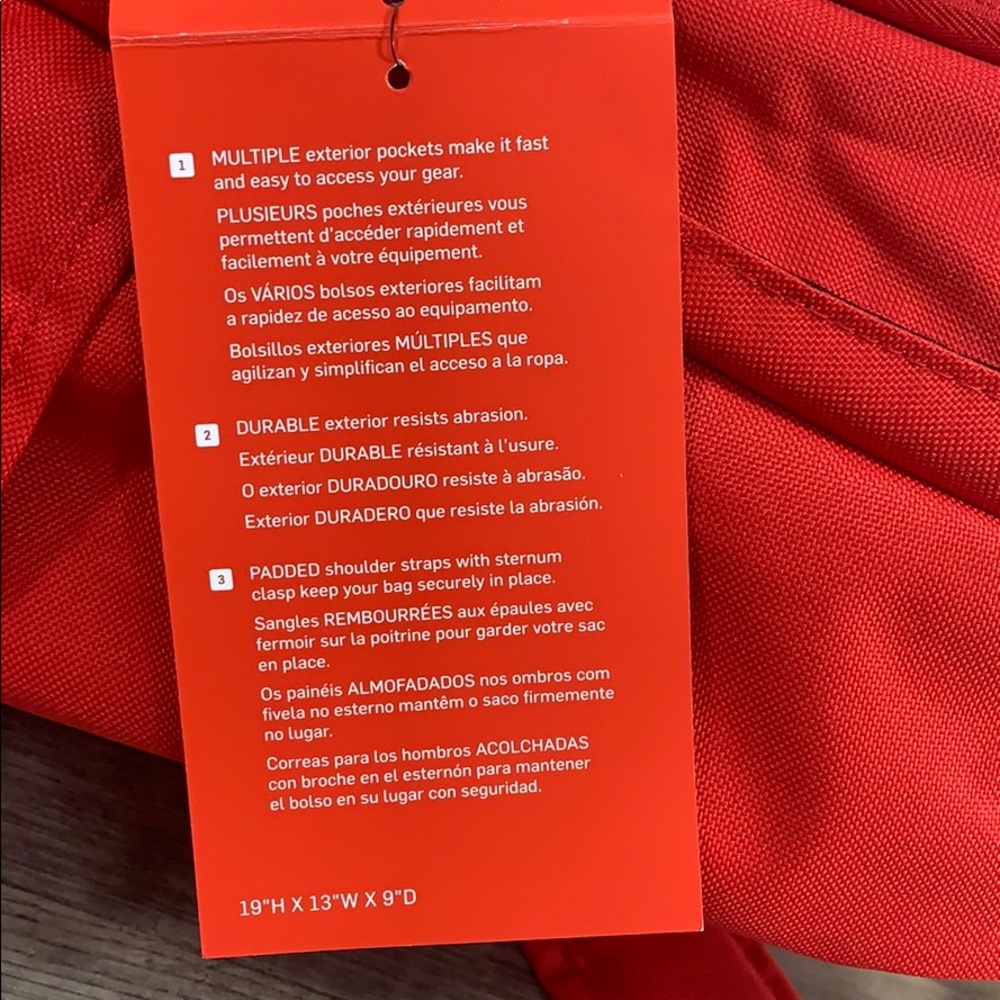 1 MULTIPLE exterior pockets make it fast
and easy to access your gear.
PLUSIEURS poches extérieures vous
permettent d'accéder rapidement et
facilement à votre équipement.
Os VÁRIOS bolsos exteriores facilitam
a rapidez de acesso ao equipamento.
Bolsillos exteriores MÚLTIPLES que
agilizan y simplifican el acceso a la ropa.
2 DURABLE exterior resists abrasion.
Extérieur DURABLE résistant à l'usure.
O exterior DURADOURO resiste à abrasão.
Exterior DURADERO que resiste la abrasión.
3 PADDED shoulder straps with sternum
clasp keep your bag securely in place.
Sangles REMBOURRÉES aux épaules avec
fermoir sur la poitrine pour garder votre sac
en place.
Os painéis ALMOFADADOS nos ombros com
fivela no esterno mantêm o saco firmemente
no lugar.
Correas para los hombros ACOLCHADAS
con broche en el esternón para mantener
el bolso en su lugar con seguridad.
19"H X 13"W X 9"D